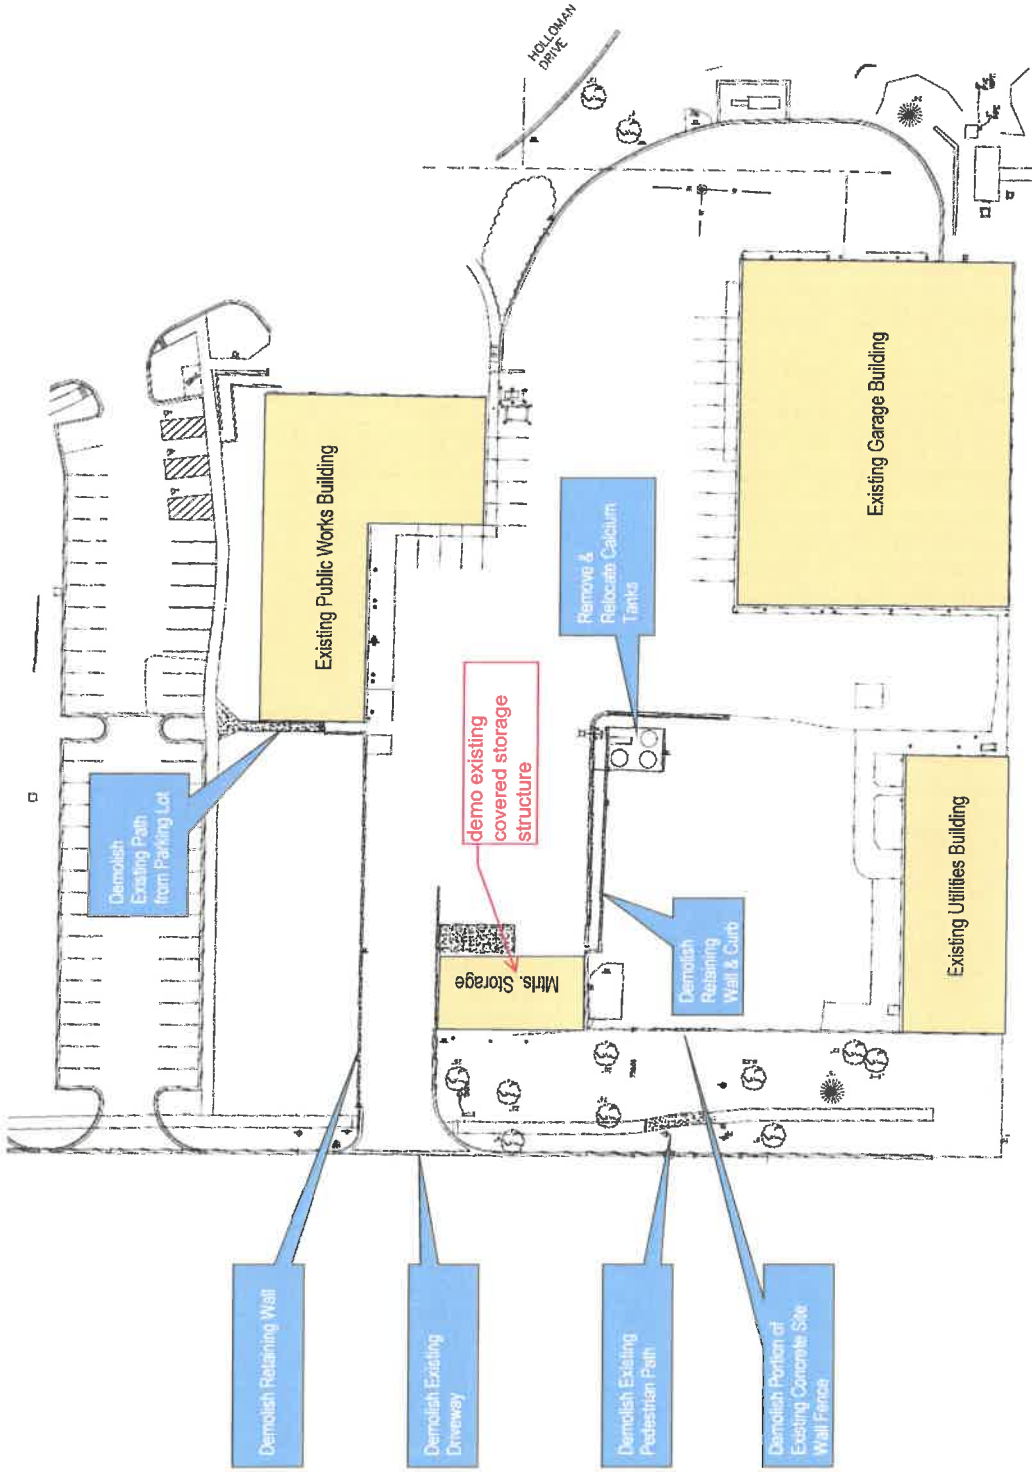 HOLLOMAN
DRIVE
Existing Public Works Building
Existing Garage Building
Remove &
Relocate Calcium
Tanks
demo existing
covered storage
structure
Demolish
Existing Path
from Parking Lot
Mtrls. Storage
Demolish
Retaining
Wall & Curb
Existing Utilities Building
Demolish Retaining Wall
Demolish Existing
Driveway
Demolish Existing
Pedestrian Path
Demolish Portion of
Existing Concrete Site
Wall Fence